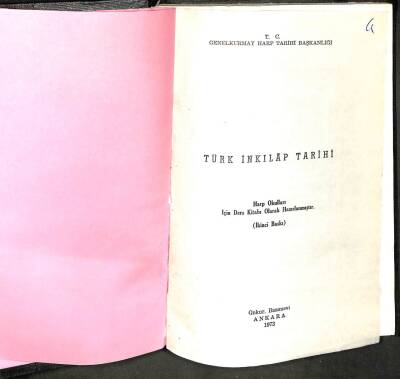 T. C.
GENELKURMAY HARP TARİHİ BAŞKANLIĞI
TÜRK İNKILÂP TARİHİ
Harp Okulları
İçin Ders Kitabı Olarak Hazırlanmıştır.
(İkinci Baskı)
Gnkur. Basımevi
ANKARA
1973